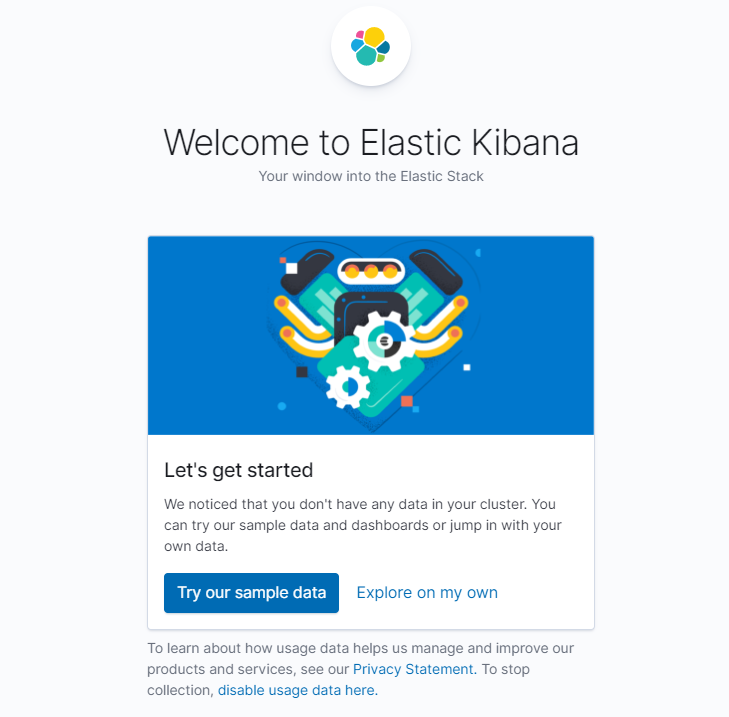 Welcome to Elastic Kibana
Your window into the Elastic Stack
Let's get started
We noticed that you don't have any data in your cluster. You
can try our sample data and dashboards or jump in with your
own data.
Try our sample data
Explore on my own
To learn about how usage data helps us manage and improve our
products and services, see our Privacy Statement. To stop
collection, disable usage data here.